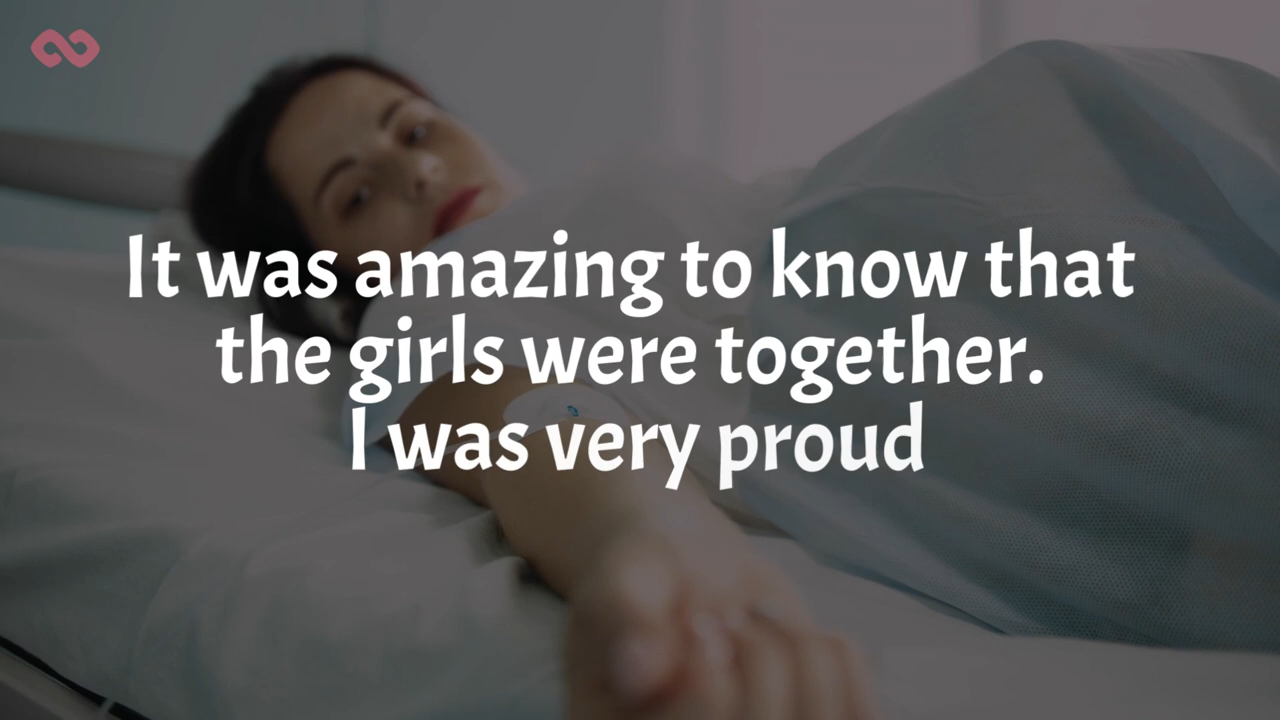 It was amazing to know that
the girls were together.
I was very proud